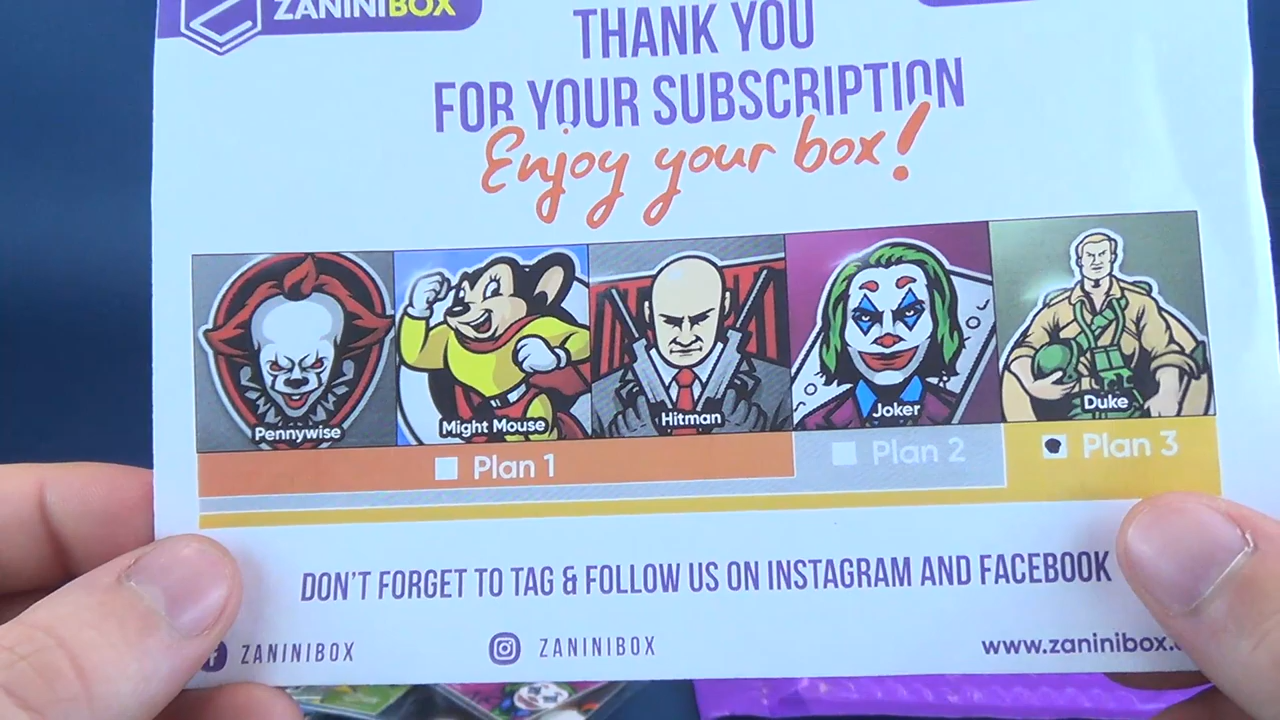 ZANINIBOX
THANK YOU
FOR YOUR SUBSCRIPTION
Enjoy your box!
Pennywise
Might Mouse
Hitman
Joker
Duke
Plan 1
Plan 2
Plan 3
DON'T FORGET TO TAG & FOLLOW US ON INSTAGRAM AND FACEBOOK
ZANINIBOX
ZANINIBOX
www.zaninibox.